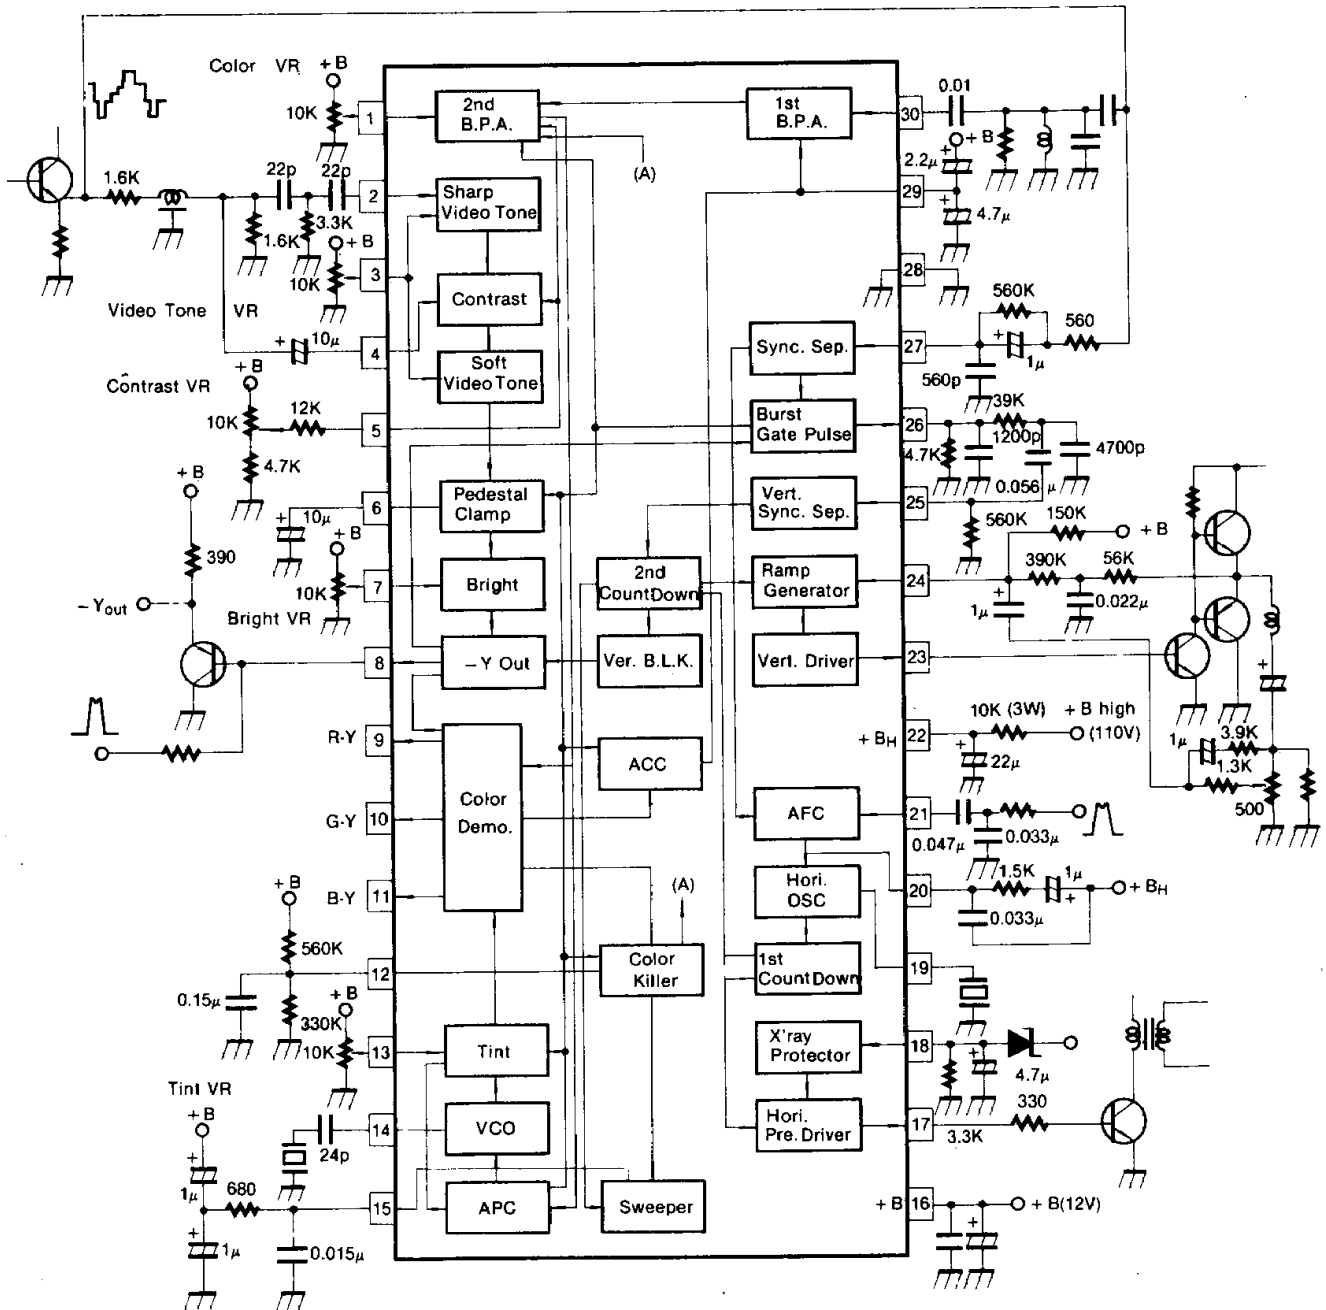 Color VR
+ B
10K
1
2nd
B.P.A.
1st
B.P.A.
30
0.01
+ B
2.2μ
(A)
1.6K
22p
22p
2
Sharp
Video Tone
29
4.7μ
1.6K
3.3K
+ B
10K
3
28
Video Tone VR
Contrast
560K
560
10μ
+
4
Soft
Video Tone
Sync. Sep.
27
+
1μ
560p
Contrast VR
+ B
10K
12K
5
4.7K
Burst
Gate Pulse
26
39K
4.7K
1200p
4700p
0.056μ
+ B
6
Pedestal
Clamp
10μ
+
Vert.
Sync. Sep.
25
560K
150K
+ B
390
+ B
10K
7
Bright
2nd
CountDown
Ramp
Generator
24
390K
56K
1μ
+
0.022μ
– Yout
Bright VR
8
– Y Out
Ver. B.L.K.
Vert. Driver
23
R-Y
9
ACC
+ BH
22
10K (3W)
+ B high
(110V)
22μ
+
1μ
3.9K
1.3K
500
G-Y
10
Color
Demo.
AFC
21
0.047μ
0.033μ
B-Y
11
(A)
Hori.
OSC
20
1.5K
1μ
+
+ BH
0.033μ
+ B
560K
12
Color
Killer
1st
CountDown
19
0.15μ
330K
+ B
10K
13
Tint
X'ray
Protector
18
+
4.7μ
Tint VR
+ B
14
24p
VCO
Hori.
Pre. Driver
17
3.3K
330
+
1μ
680
15
APC
Sweeper
+ B
16
+ B(12V)
+
+
1μ
0.015μ